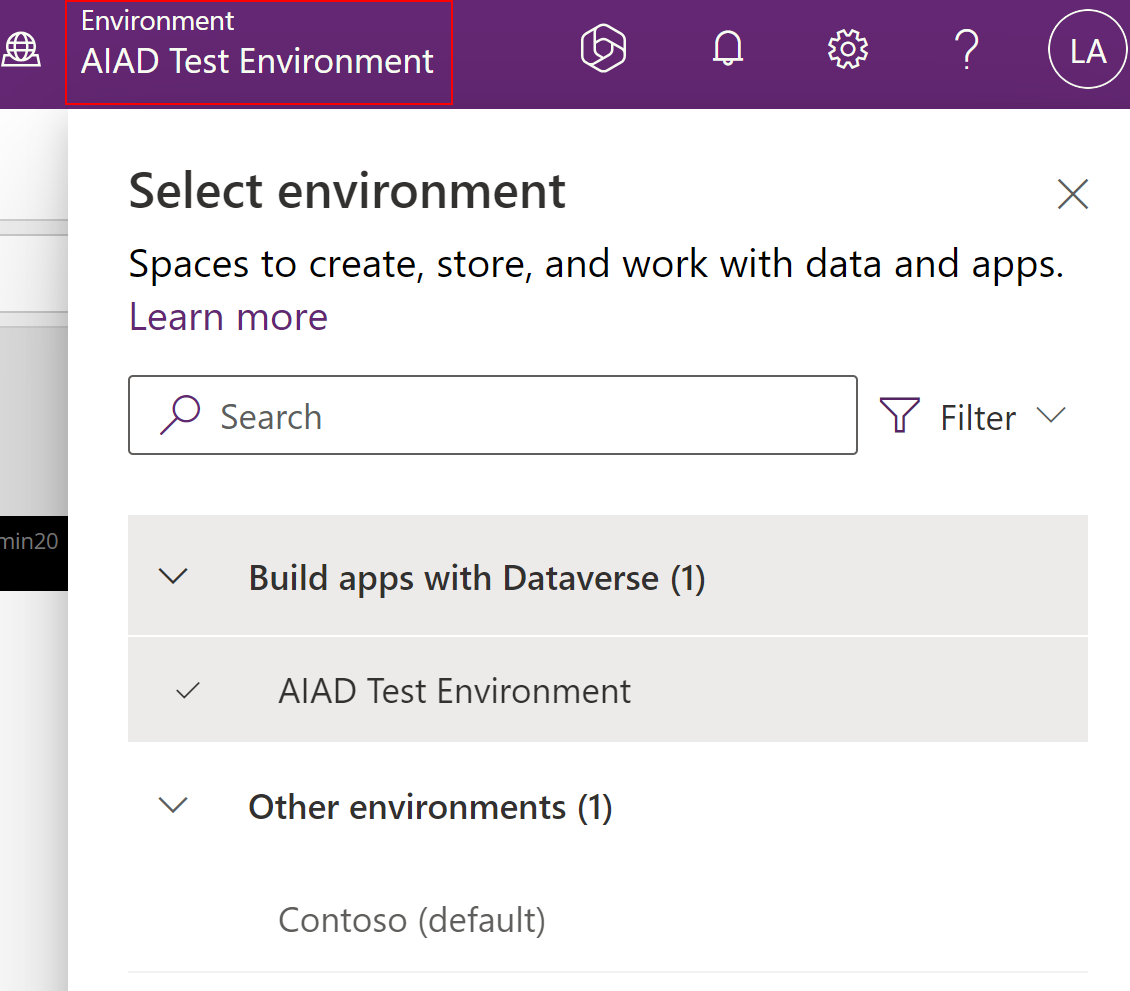 Environment
AIAD Test Environment
LA
Select environment
Spaces to create, store, and work with data and apps.
Learn more
Search
Filter
min20
Build apps with Dataverse (1)
AIAD Test Environment
Other environments (1)
Contoso (default)